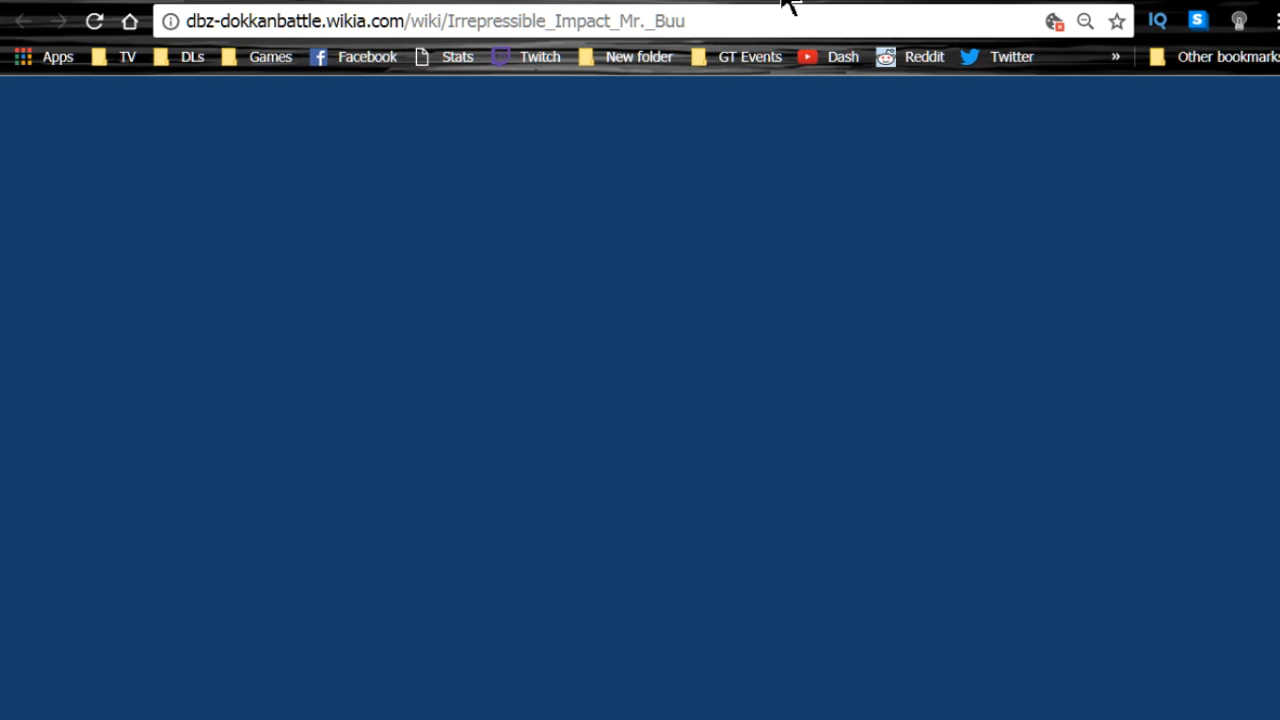 dbz-dokkanbattle.wikia.com/wiki/Irrepressible_Impact_Mr._Buu IQ S
Apps TV DLs Games Facebook Stats Twitch New folder GT Events Dash Reddit Twitter » Other bookmarks